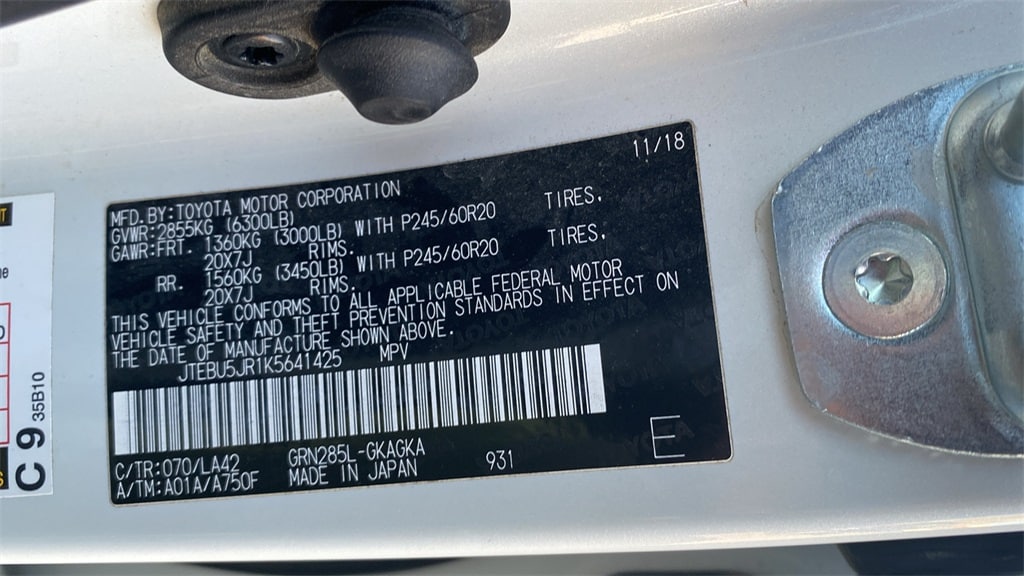 11/18
MFD.BY:TOYOTA MOTOR CORPORATION
GVWR:2855KG (6300LB)
GAWR:FRT. 1360KG (3000LB) WITH P245/60R20 TIRES.
20X7J RIMS.
RR. 1560KG (3450LB) WITH P245/60R20 TIRES.
20X7J RIMS.
THIS VEHICLE CONFORMS TO ALL APPLICABLE FEDERAL MOTOR
VEHICLE SAFETY AND THEFT PREVENTION STANDARDS IN EFFECT ON
THE DATE OF MANUFACTURE SHOWN ABOVE.
JTEBU5JR1K5641425 MPV
C/TR:070/LA42 GRN285L-GKAGKA
A/TM:A01A/A750F MADE IN JAPAN 931
E
C 9 35B10